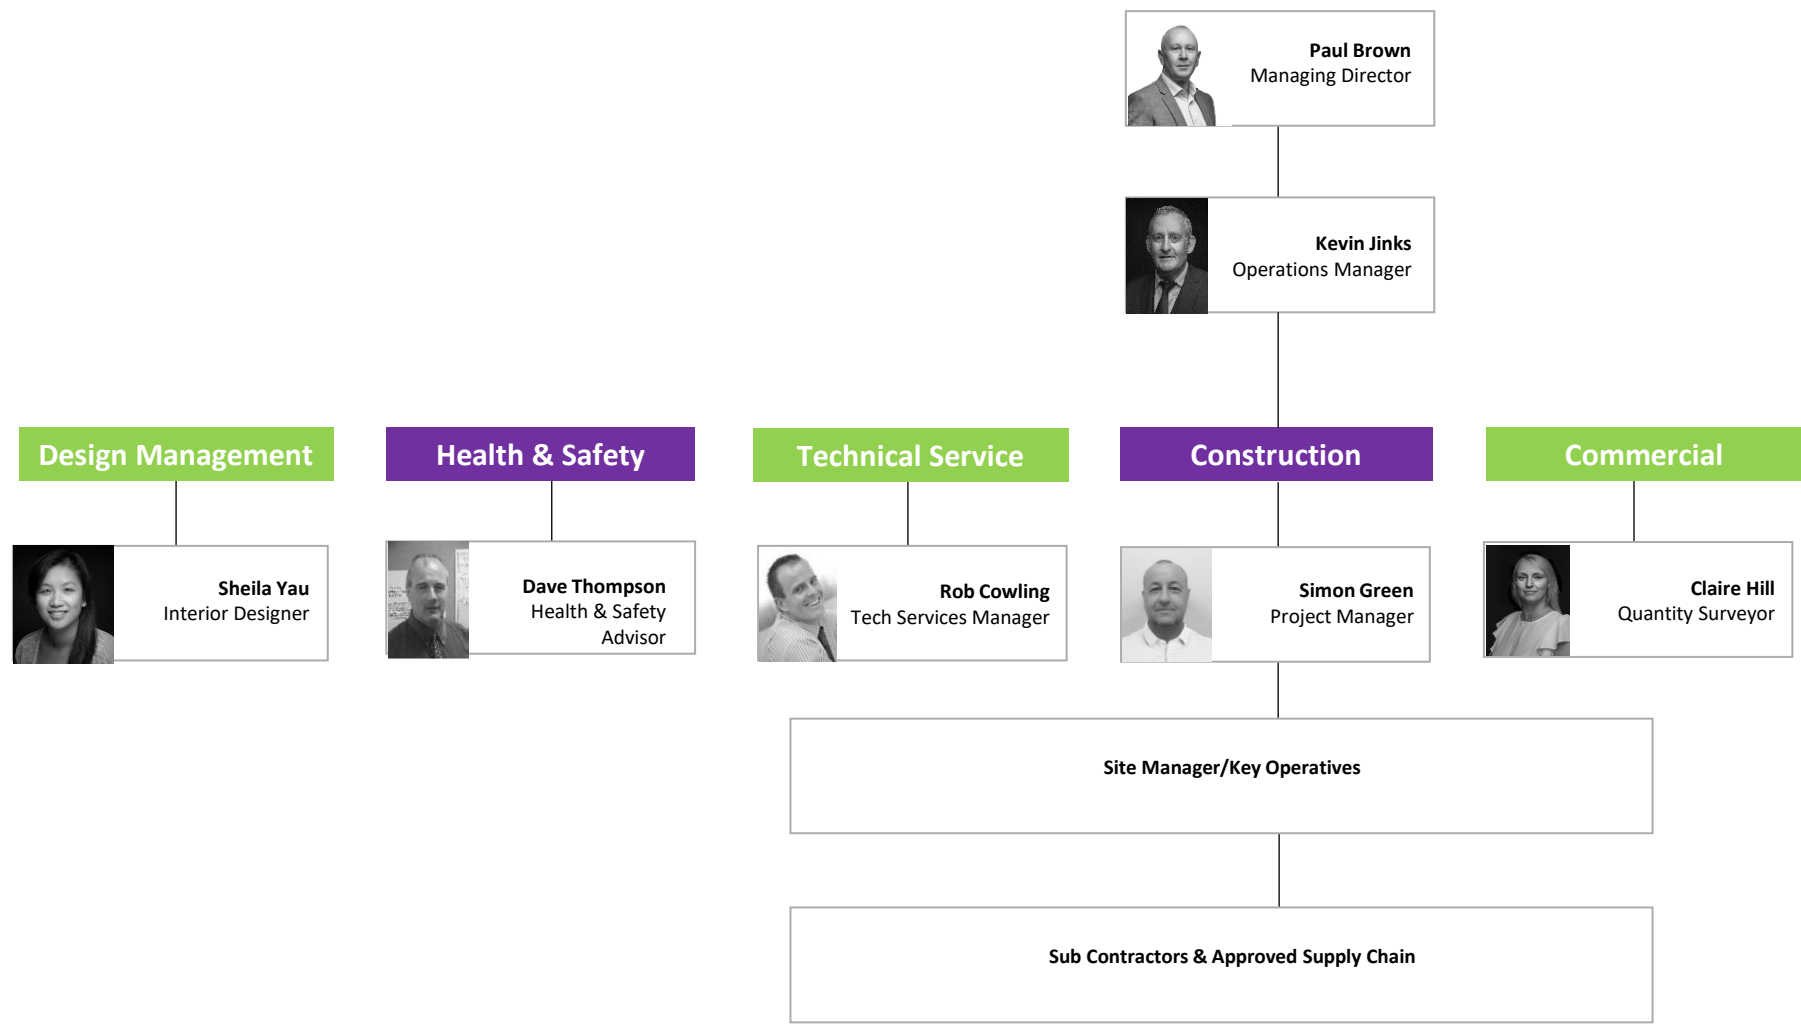 Paul Brown
Managing Director
Kevin Jinks
Operations Manager
Design Management
Health & Safety
Technical Service
Construction
Commercial
Sheila Yau
Interior Designer
Dave Thompson
Health & Safety
Advisor
Rob Cowling
Tech Services Manager
Simon Green
Project Manager
Claire Hill
Quantity Surveyor
Site Manager/Key Operatives
Sub Contractors & Approved Supply Chain